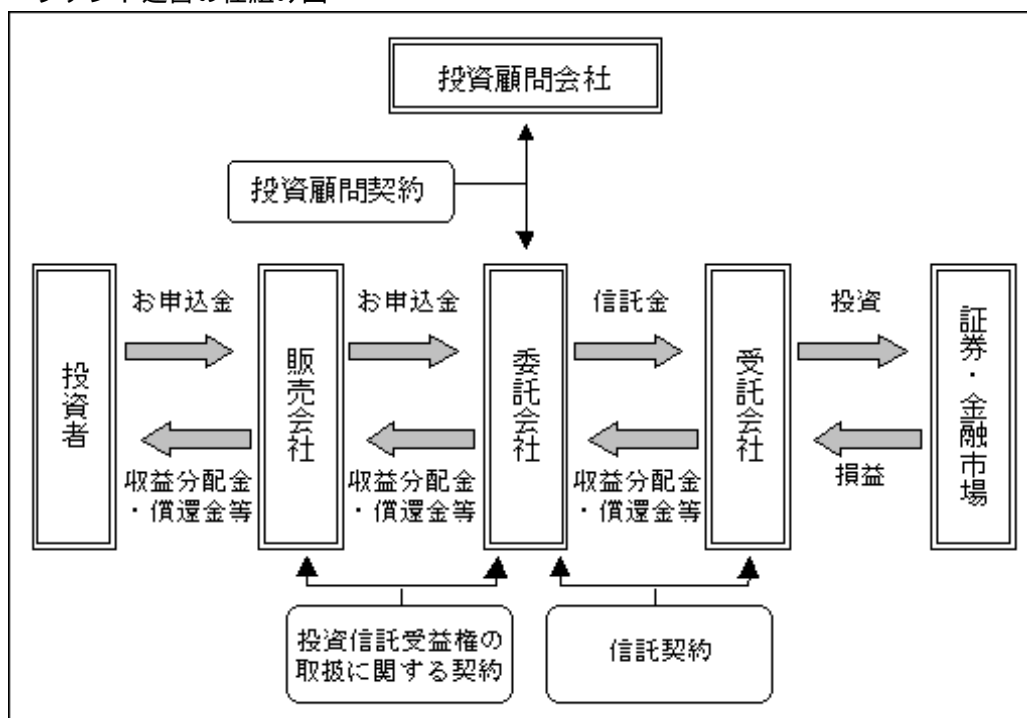 ファンド運営の仕組み図
投資顧問会社
投資顧問契約
投資者
お申込金
収益分配金
・償還金等
販売会社
お申込金
収益分配金
・償還金等
委託会社
信託金
収益分配金
・償還金等
受託会社
投資
損益
証券・金融市場
投資信託受益権の
取扱に関する契約
信託契約